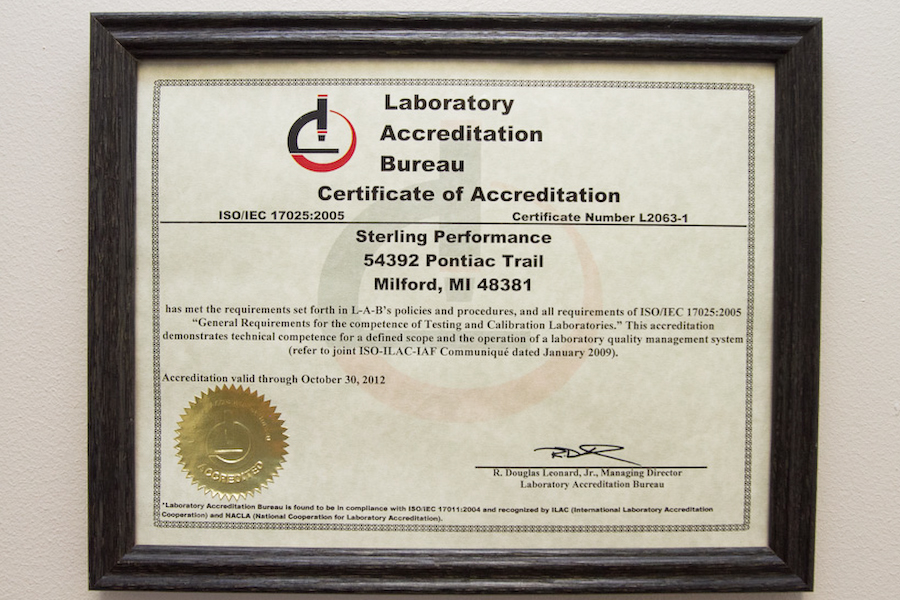 Laboratory
Accreditation
Bureau
Certificate of Accreditation
ISO/IEC 17025:2005 Certificate Number L2063-1
Sterling Performance
54392 Pontiac Trail
Milford, MI 48381
has met the requirements set forth in L-A-B's policies and procedures, and all requirements of ISO/IEC 17025:2005
“General Requirements for the competence of Testing and Calibration Laboratories.” This accreditation
demonstrates technical competence for a defined scope and the operation of a laboratory quality management system
(refer to joint ISO-ILAC-IAF Communiqué dated January 2009).
Accreditation valid through October 30, 2012
ACCREDITED
R. Douglas Leonard, Jr., Managing Director
Laboratory Accreditation Bureau
*Laboratory Accreditation Bureau is found to be in compliance with ISO/IEC 17011:2004 and recognized by ILAC (International Laboratory Accreditation
Cooperation) and NACLA (National Cooperation for Laboratory Accreditation).